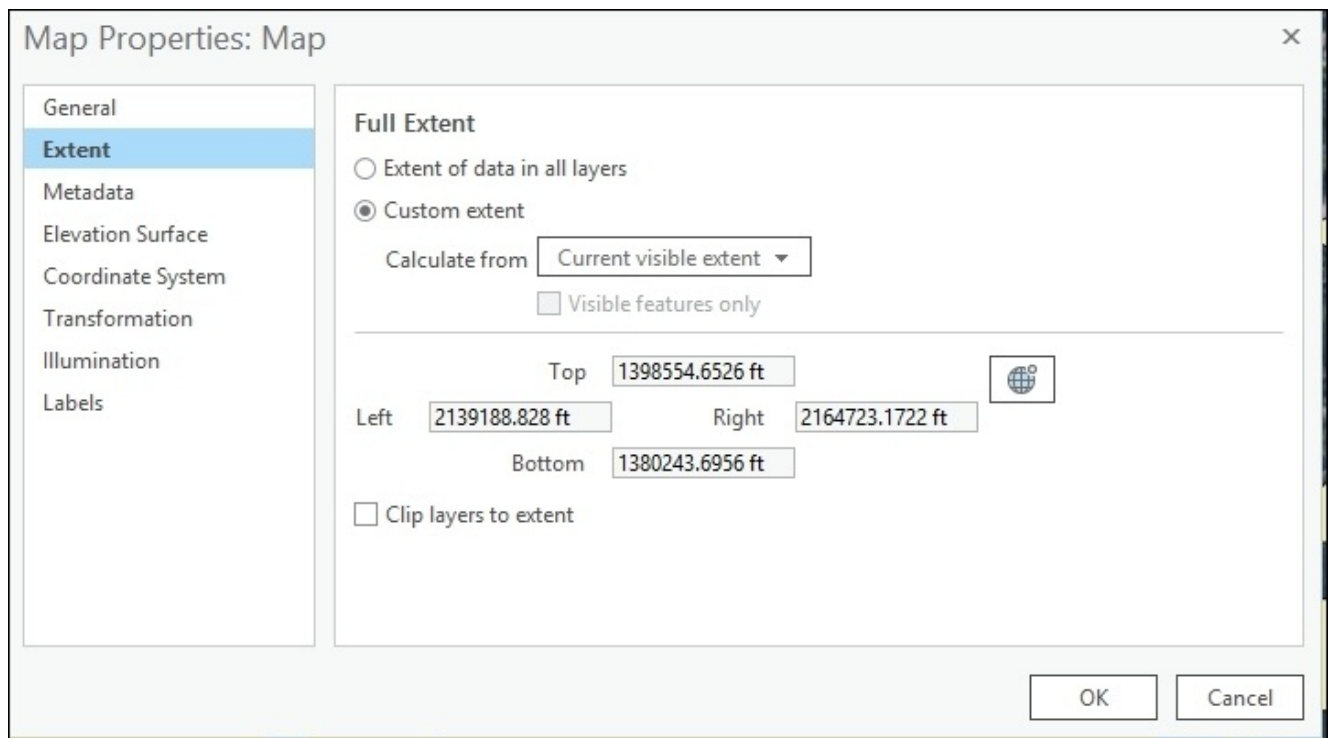 Map Properties: Map
General
Extent
Metadata
Elevation Surface
Coordinate System
Transformation
Illumination
Labels
Full Extent
Extent of data in all layers
Custom extent
Calculate from Current visible extent
Visible features only
Top 1398554.6526 ft
Left 2139188.828 ft Right 2164723.1722 ft
Bottom 1380243.6956 ft
Clip layers to extent
OK Cancel